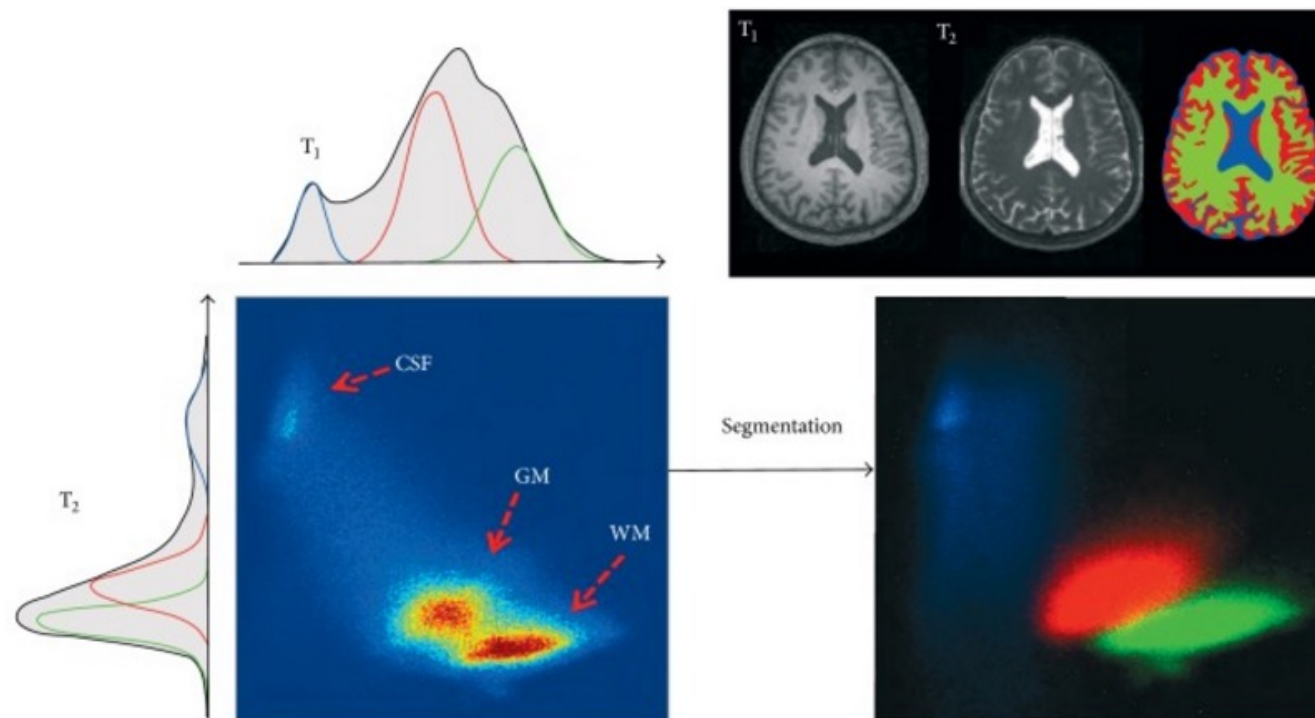 T₁
T₁
T₂
CSF
GM
Segmentation
WM
T₂